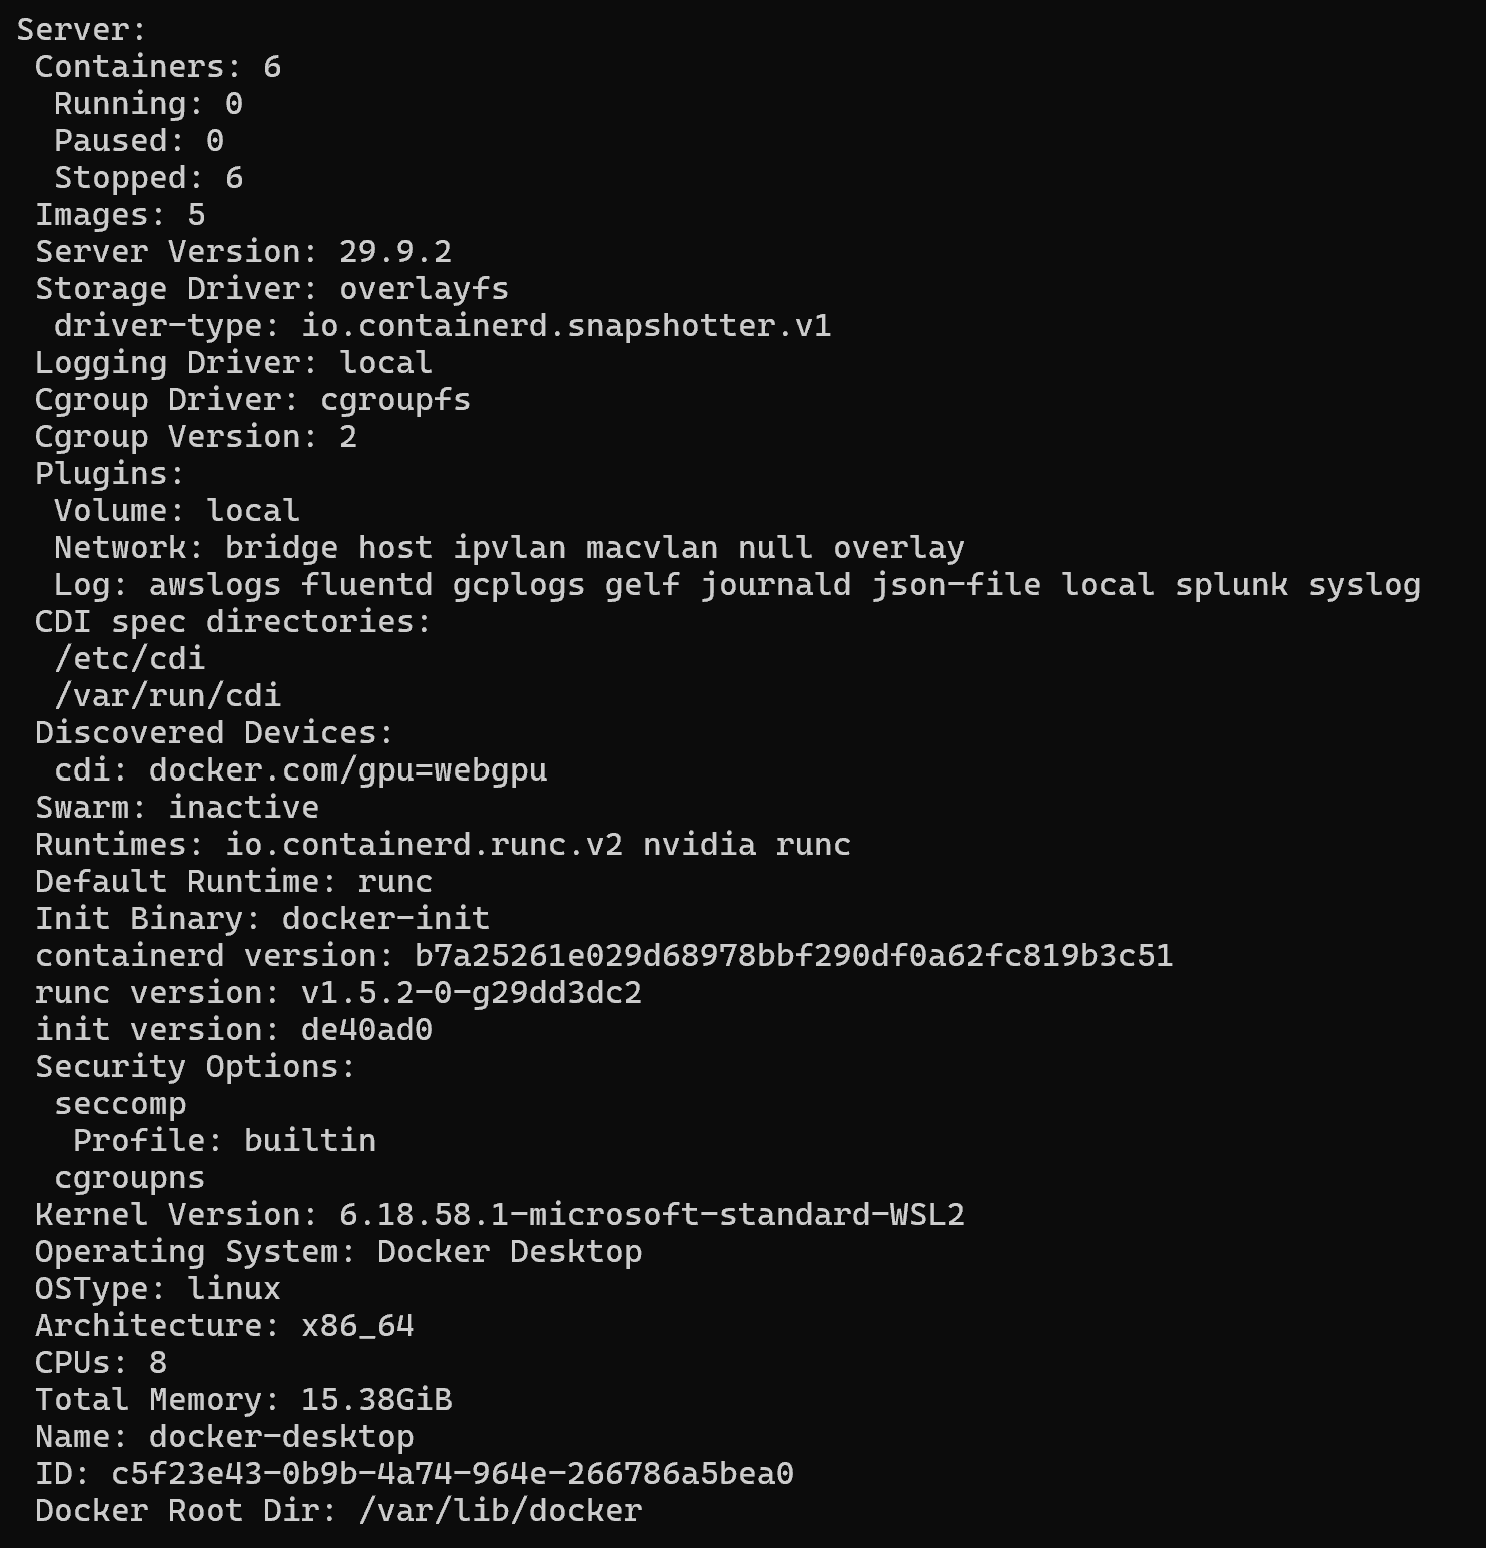 Server:
 Containers: 6
  Running: 0
  Paused: 0
  Stopped: 6
 Images: 5
 Server Version: 29.9.2
 Storage Driver: overlayfs
  driver-type: io.containerd.snapshotter.v1
 Logging Driver: local
 Cgroup Driver: cgroupfs
 Cgroup Version: 2
 Plugins:
  Volume: local
  Network: bridge host ipvlan macvlan null overlay
  Log: awslogs fluentd gcplogs gelf journald json-file local splunk syslog
 CDI spec directories:
  /etc/cdi
  /var/run/cdi
 Discovered Devices:
  cdi: docker.com/gpu=webgpu
 Swarm: inactive
 Runtimes: io.containerd.runc.v2 nvidia runc
 Default Runtime: runc
 Init Binary: docker-init
 containerd version: b7a25261e029d68978bbf290df0a62fc819b3c51
 runc version: v1.5.2-0-g29dd3dc2
 init version: de40ad0
 Security Options:
  seccomp
   Profile: builtin
  cgroupns
 Kernel Version: 6.18.58.1-microsoft-standard-WSL2
 Operating System: Docker Desktop
 OSType: linux
 Architecture: x86_64
 CPUs: 8
 Total Memory: 15.38GiB
 Name: docker-desktop
 ID: c5f23e43-0b9b-4a74-964e-266786a5bea0
 Docker Root Dir: /var/lib/docker